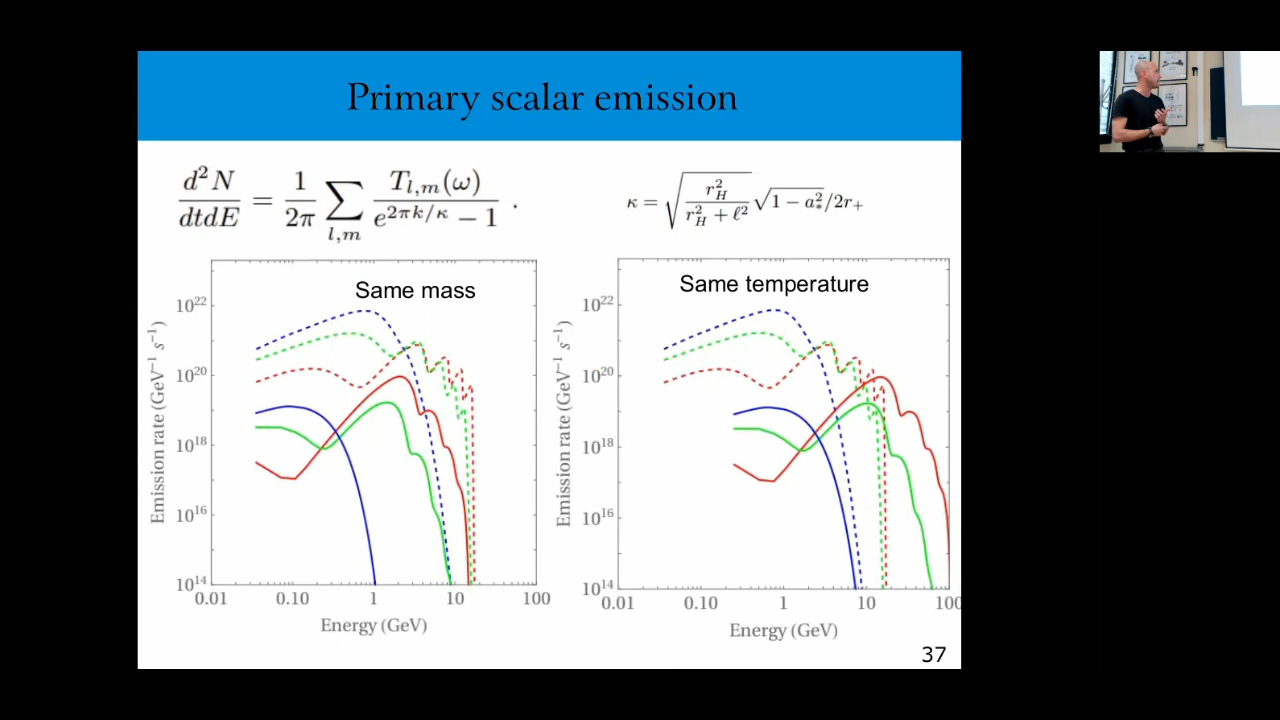 Primary scalar emission
d²N/dtdE = 1/2π ∑_{l,m} T_{l,m}(ω)/(e^{2πk/κ} − 1) .
κ = √(r_H²/(r_H² + ℓ²)) √(1 − a_*²)/2r_+
Same mass
Emission rate (GeV⁻¹ s⁻¹)
10²²
10²⁰
10¹⁸
10¹⁶
10¹⁴
0.01 0.10 1 10 100
Energy (GeV)
Same temperature
Emission rate (GeV⁻¹ s⁻¹)
10²²
10²⁰
10¹⁸
10¹⁶
10¹⁴
0.01 0.10 1 10 100
Energy (GeV)
37